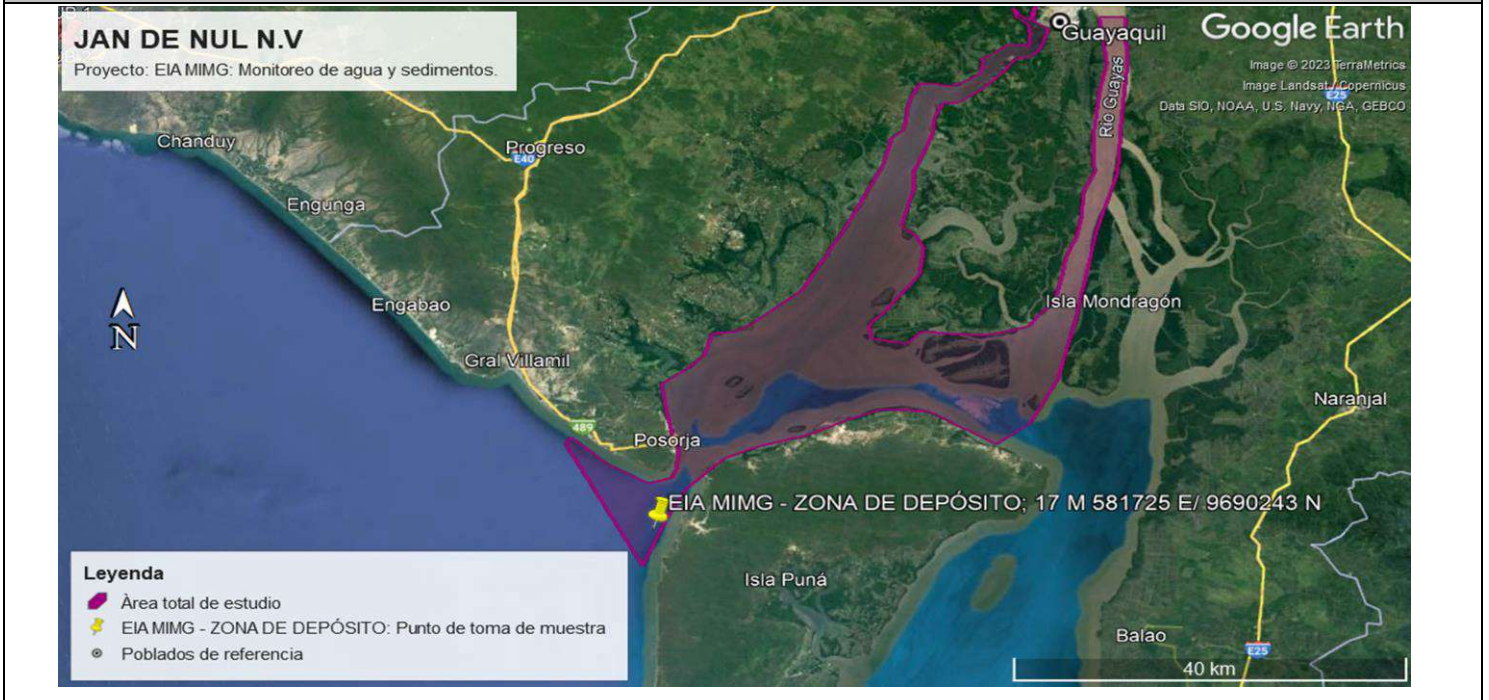 JAN DE NUL N.V
Proyecto: EIA MIMG: Monitoreo de agua y sedimentos.
Guayaquil
Google Earth
Image © 2023 TerraMetrics
Image Landsat / Copernicus
Data SIO, NOAA, U.S. Navy, NGA, GEBCO
E25
Río Guayas
Chanduy
Progreso
E40
Engunga
Engabao
Isla Mondragón
N
Gral Villamil
Naranjal
489
Posorja
EIA MIMG - ZONA DE DEPÓSITO; 17 M 581725 E/ 9690243 N
Isla Puná
Balao
E25
40 km
Leyenda
Àrea total de estudio
EIA MIMG - ZONA DE DEPÓSITO: Punto de toma de muestra
Poblados de referencia